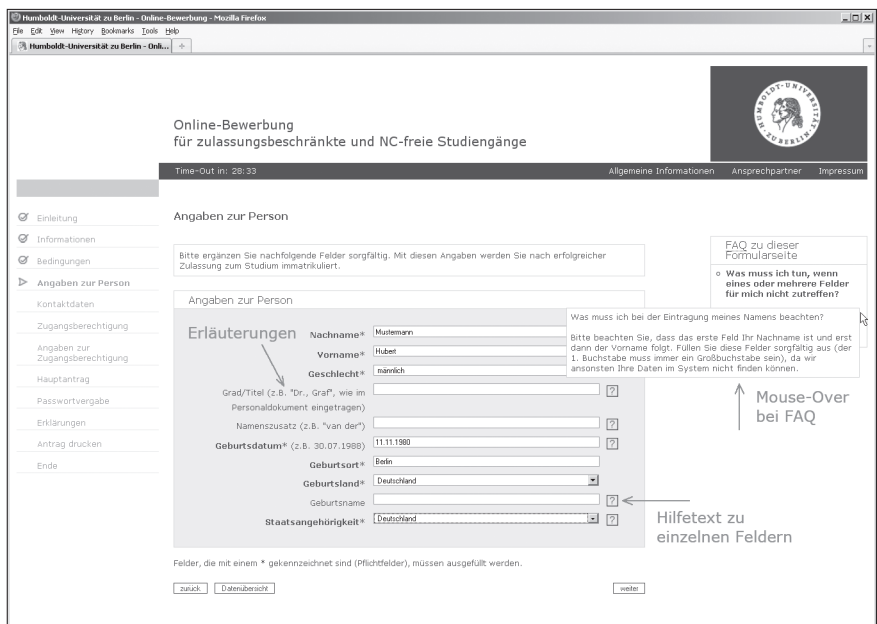 Humboldt-Universität zu Berlin - Online-Bewerbung - Mozilla Firefox
File Edit View History Bookmarks Tools Help
Humboldt-Universität zu Berlin - Onli...
HUMBOLDT-UNIVERSITÄT ZU BERLIN
Online-Bewerbung
für zulassungsbeschränkte und NC-freie Studiengänge
Time-Out in: 28:33 Allgemeine Informationen Ansprechpartner Impressum
Einleitung
Informationen
Bedingungen
Angaben zur Person
Kontaktdaten
Zugangsberechtigung
Angaben zur
Zugangsberechtigung
Hauptantrag
Passwortvergabe
Erklärungen
Antrag drucken
Ende
Angaben zur Person
Bitte ergänzen Sie nachfolgende Felder sorgfältig. Mit diesen Angaben werden Sie nach erfolgreicher
Zulassung zum Studium immatrikuliert.
Angaben zur Person
Erläuterungen
Nachname* Mustermann
Vorname* Hubert
Geschlecht* männlich
Grad/Titel (z.B. "Dr., Graf", wie im ?
Personaldokument eingetragen)
Namenszusatz (z.B. "van der") ?
Geburtsdatum* (z.B. 30.07.1988) 11.11.1980 ?
Geburtsort* Berlin
Geburtsland* Deutschland
Geburtsname ?
Staatsangehörigkeit* Deutschland ?
Felder, die mit einem * gekennzeichnet sind (Pflichtfelder), müssen ausgefüllt werden.
zurück Datenübersicht weiter
FAQ zu dieser
Formularseite
Was muss ich tun, wenn
eines oder mehrere Felder
für mich nicht zutreffen?
Was muss ich bei der Eintragung meines Namens beachten?
Bitte beachten Sie, dass das erste Feld Ihr Nachname ist und erst
dann der Vorname folgt. Füllen Sie diese Felder sorgfältig aus (der
1. Buchstabe muss immer ein Großbuchstabe sein), da wir
ansonsten Ihre Daten im System nicht finden können.
Mouse-Over
bei FAQ
Hilfetext zu
einzelnen Feldern